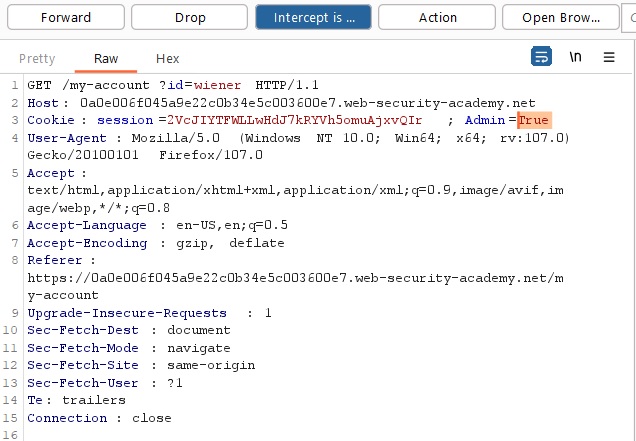 Forward Drop Intercept is ... Action Open Brow...
Pretty Raw Hex \n
1 GET /my-account ?id=wiener HTTP/1.1
2 Host: 0a0e006f045a9e22c0b34e5c003600e7.web-security-academy.net
3 Cookie: session=2VcJIYTFWLLwHdJ7kRYVh5omuAjxvQIr ; Admin=True
4 User-Agent: Mozilla/5.0 (Windows NT 10.0; Win64; x64; rv:107.0)
Gecko/20100101 Firefox/107.0
5 Accept:
text/html,application/xhtml+xml,application/xml;q=0.9,image/avif,im
age/webp,*/*;q=0.8
6 Accept-Language : en-US,en;q=0.5
7 Accept-Encoding : gzip, deflate
8 Referer :
https://0a0e006f045a9e22c0b34e5c003600e7.web-security-academy.net/m
y-account
9 Upgrade-Insecure-Requests : 1
10 Sec-Fetch-Dest : document
11 Sec-Fetch-Mode : navigate
12 Sec-Fetch-Site : same-origin
13 Sec-Fetch-User : ?1
14 Te: trailers
15 Connection : close
16